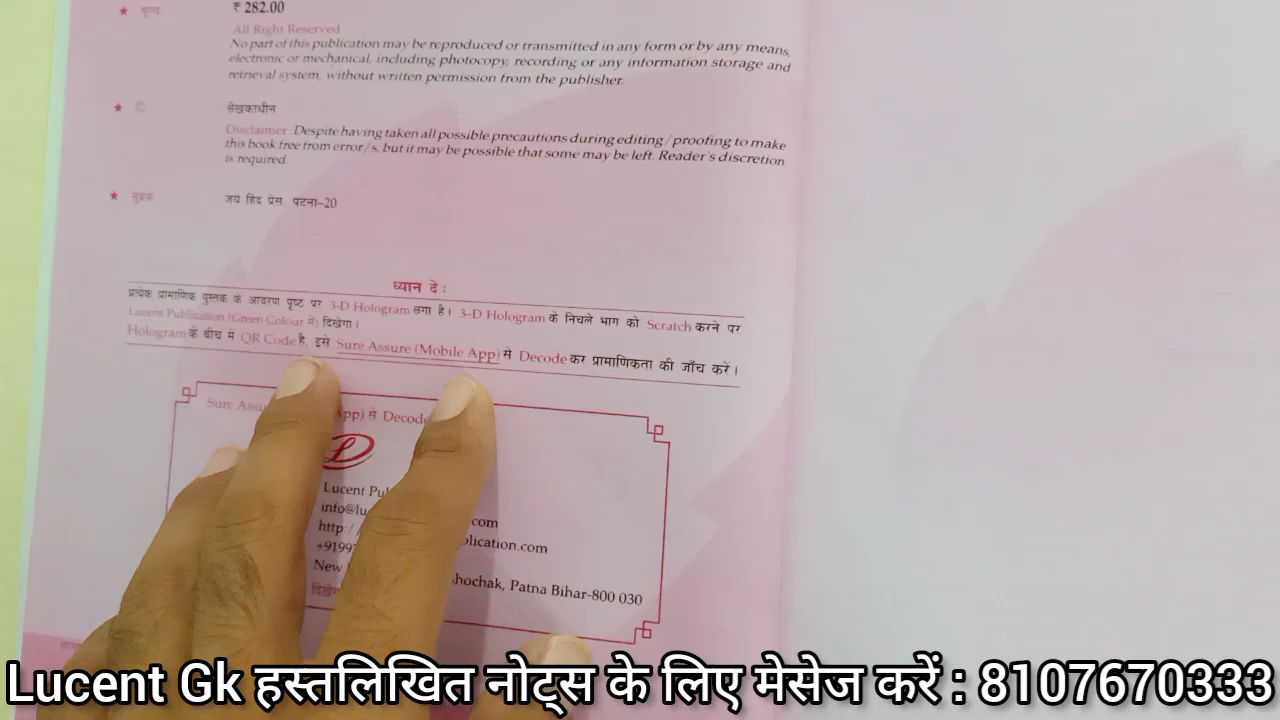 ★ मूल्य ₹ 282.00
All Right Reserved
No part of this publication may be reproduced or transmitted in any form or by any means,
electronic or mechanical, including photocopy, recording or any information storage and
retrieval system, without written permission from the publisher.
★ © लेखकाधीन
Disclaimer : Despite having taken all possible precautions during editing / proofing to make
this book free from error/s, but it may be possible that some may be left. Reader's discretion
is required.
★ मुद्रक : जय हिंद प्रेस, पटना–20
ध्यान दें :
प्रत्येक प्रामाणिक पुस्तक के आवरण पृष्ट पर 3-D Hologram लगा है। 3-D Hologram के निचले भाग को Scratch करने पर
Lucent Publication (Green Colour में) दिखेगा।
Hologram के बीच में QR Code है, इसे Sure Assure (Mobile App) से Decode कर प्रामाणिकता की जाँच करें।
Sure App) से Decode
Lucent
http:/
com
blication.com
New hochak, Patna Bihar-800 030
Lucent Gk हस्तलिखित नोट्स के लिए मेसेज करें : 8107670333